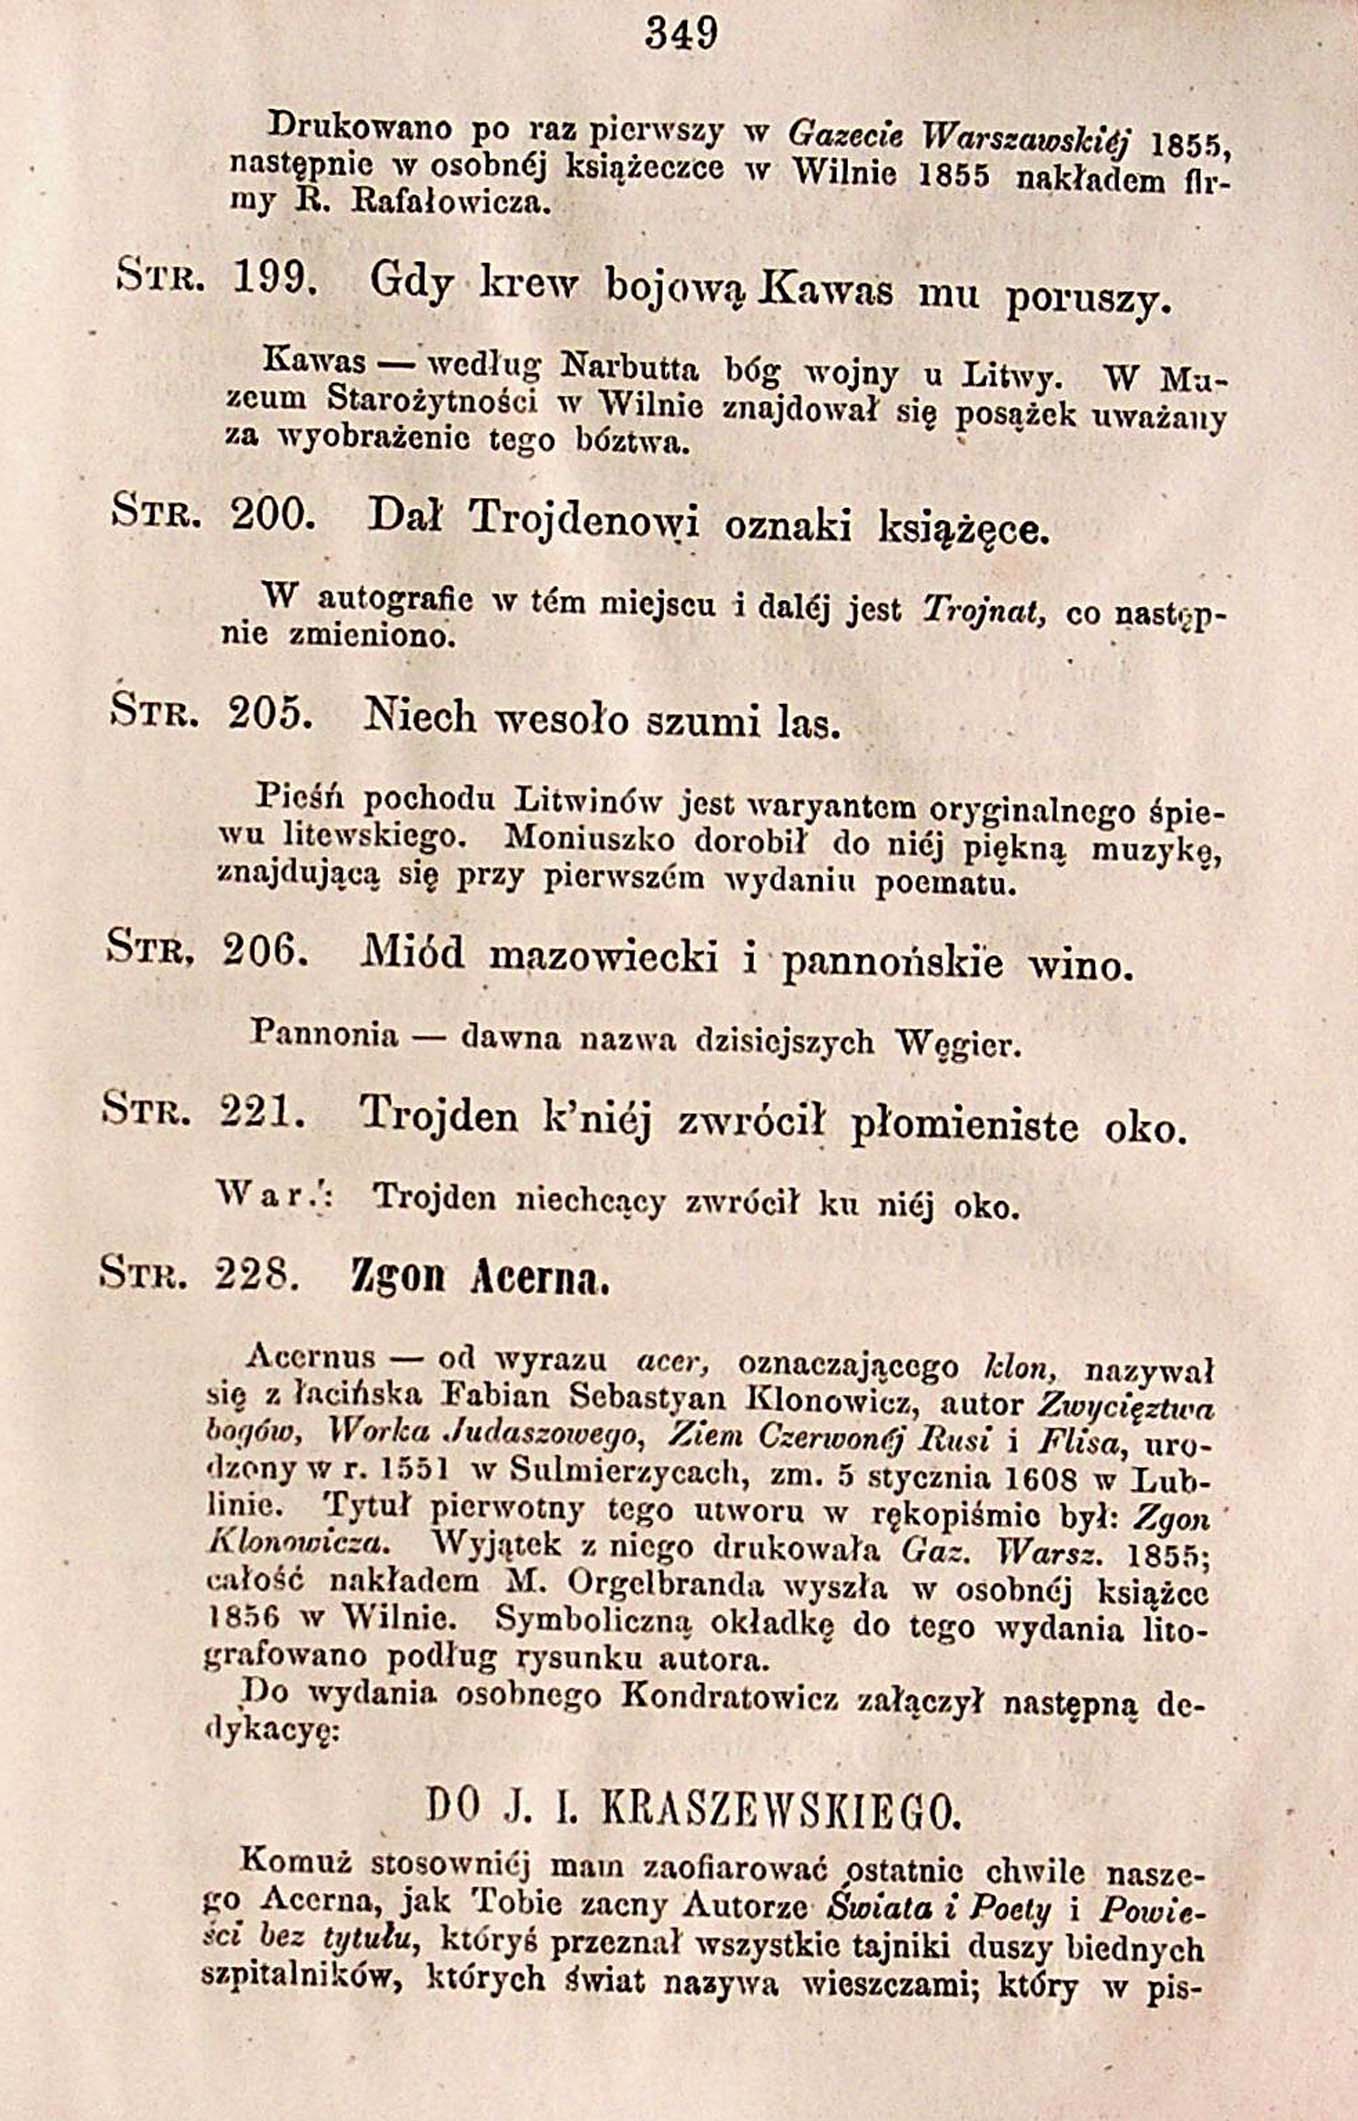 349
Drukowano po raz pierwszy w Gazecie Warszawskiéj 1855,
następnie w osobnéj książeczce w Wilnie 1855 nakładem fir-
my R. Rafałowicza.
STR. 199. Gdy krew bojową Kawas mu poruszy.
Kawas — według Narbutta bóg wojny u Litwy. W Mu-
zeum Starożytności w Wilnie znajdował się posążek uważany
za wyobrażenie tego bóztwa.
STR. 200. Dał Trojdenowi oznaki książęce.
W autografie w tém miejscu i daléj jest Trojnat, co następ-
nie zmieniono.
STR. 205. Niech wesoło szumi las.
Pieśń pochodu Litwinów jest waryantem oryginalnego śpie-
wu litewskiego. Moniuszko dorobił do niéj piękną muzykę,
znajdującą się przy pierwszém wydaniu poematu.
STR. 206. Miód mazowiecki i pannońskie wino.
Pannonia — dawna nazwa dzisiejszych Węgier.
STR. 221. Trojden k'niéj zwrócił płomieniste oko.
War.: Trojden niechcący zwrócił ku niéj oko.
STR. 228. Zgon Acerna.
Acernus — od wyrazu acer, oznaczającego klon, nazywał
się z łacińska Fabian Sebastyan Klonowicz, autor Zwycięztwa
bogów, Worka Judaszowego, Ziem Czerwonéj Rusi i Flisa, uro-
dzony w r. 1551 w Sulmierzycach, zm. 5 stycznia 1608 w Lub-
linie. Tytuł pierwotny tego utworu w rękopiśmie był: Zgon
Klonowicza. Wyjątek z niego drukowała Gaz. Warsz. 1855;
całość nakładem M. Orgelbranda wyszła w osobnéj książce
1856 w Wilnie. Symboliczną okładkę do tego wydania lito-
grafowano podług rysunku autora.
Do wydania osobnego Kondratowicz załączył następną de-
dykacyę:
DO J. I. KRASZEWSKIEGO.
Komuż stosowniéj mam zaofiarować ostatnie chwile nasze-
go Acerna, jak Tobie zacny Autorze Świata i Poety i Powie-
ści bez tytułu, któryś przeznał wszystkie tajniki duszy biednych
szpitalników, których świat nazywa wieszczami; który w pis-